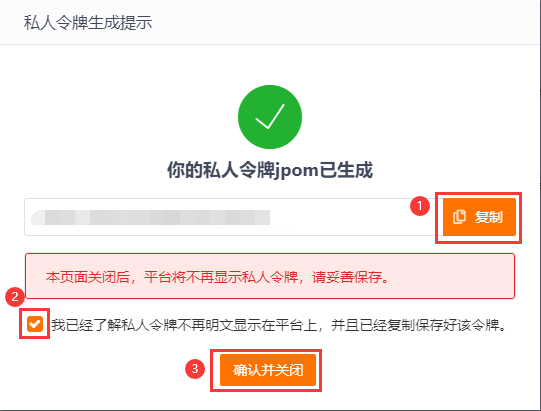 私人令牌生成提示
你的私人令牌jpom已生成
1
复制
本页面关闭后，平台将不再显示私人令牌，请妥善保存。
2
我已经了解私人令牌不再明文显示在平台上，并且已经复制保存好该令牌。
3
确认并关闭